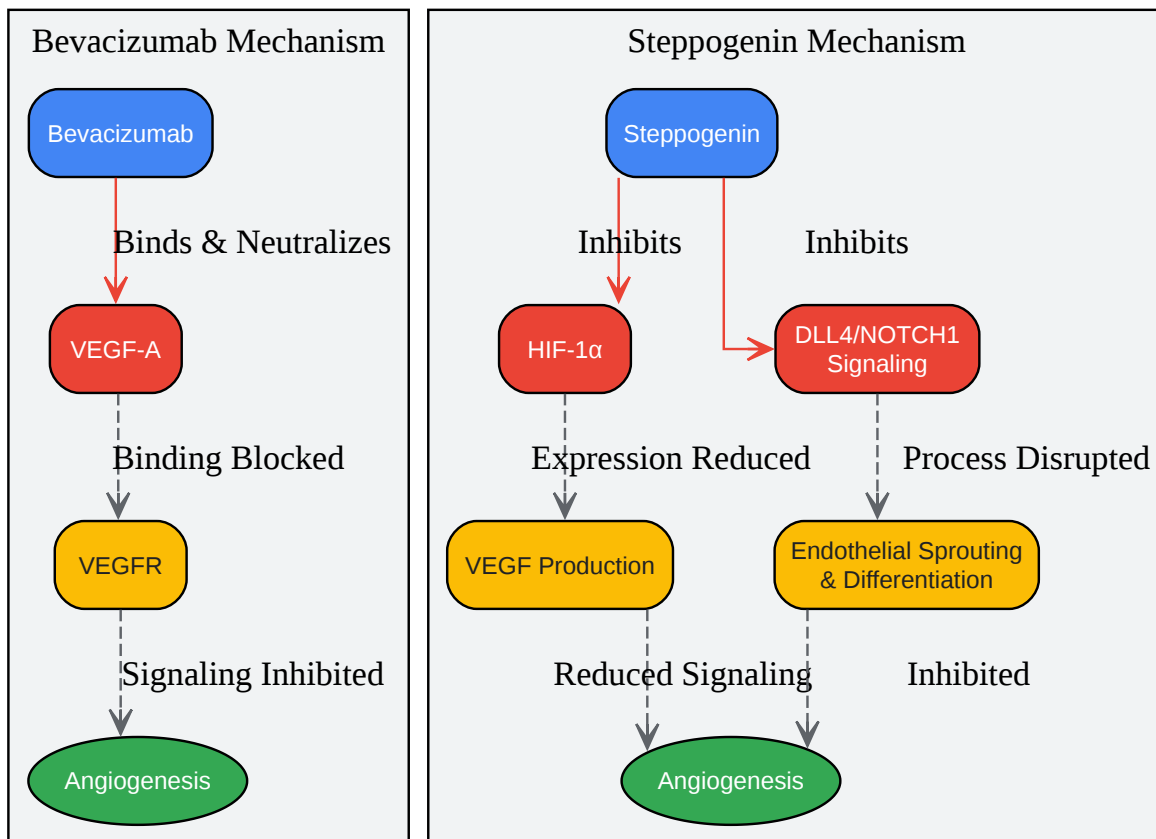 Bevacizumab Mechanism
Bevacizumab
Binds & Neutralizes
VEGF-A
Binding Blocked
VEGFR
Signaling Inhibited
Angiogenesis
Steppogenin Mechanism
Steppogenin
Inhibits
Inhibits
HIF-1α
DLL4/NOTCH1
Signaling
Expression Reduced
Process Disrupted
VEGF Production
Endothelial Sprouting
& Differentiation
Reduced Signaling
Inhibited
Angiogenesis